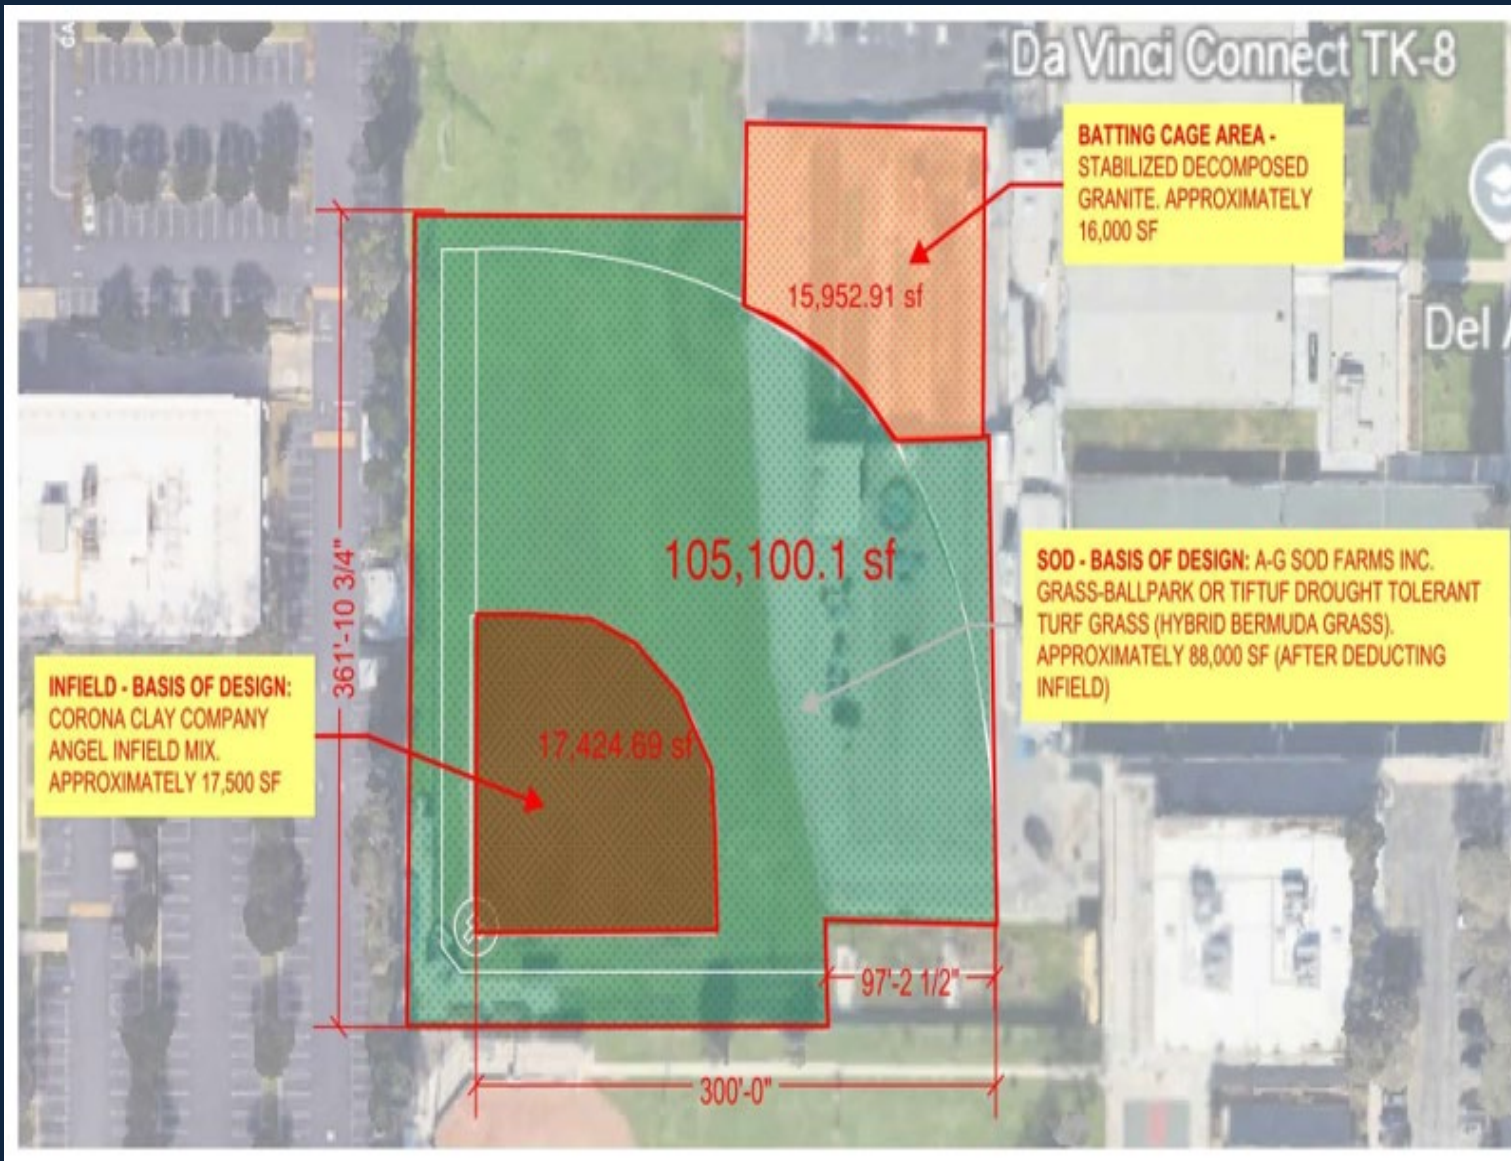 GA
Da Vinci Connect TK-8
BATTING CAGE AREA -
STABILIZED DECOMPOSED
GRANITE. APPROXIMATELY
16,000 SF
15,952.91 sf
Del
105,100.1 sf
361'-10 3/4"
SOD - BASIS OF DESIGN: A-G SOD FARMS INC.
GRASS-BALLPARK OR TIFTUF DROUGHT TOLERANT
TURF GRASS (HYBRID BERMUDA GRASS).
APPROXIMATELY 88,000 SF (AFTER DEDUCTING
INFIELD)
INFIELD - BASIS OF DESIGN:
CORONA CLAY COMPANY
ANGEL INFIELD MIX.
APPROXIMATELY 17,500 SF
17,424.69 sf
97'-2 1/2"
300'-0"